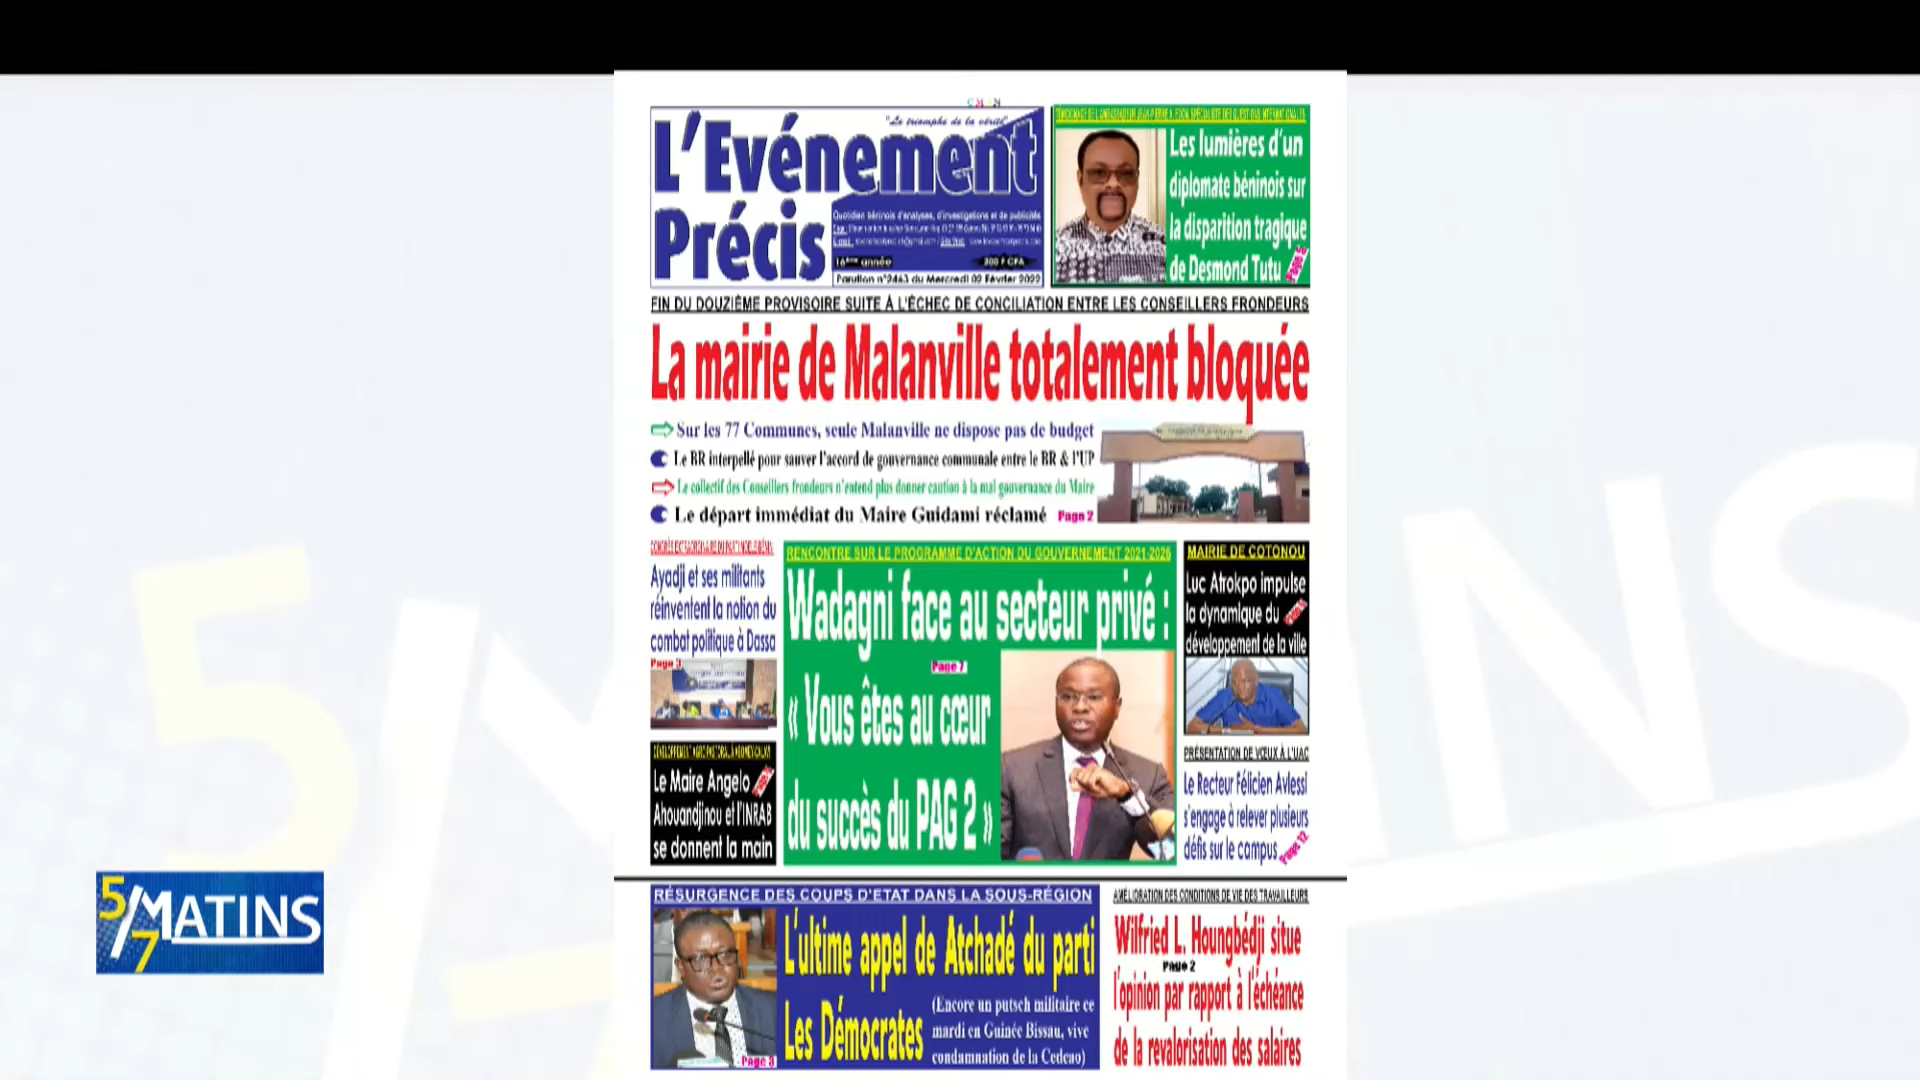 "Le triomphe de la vérité"
L'Evénement
Précis
Quotidien béninois d'analyses, d'investigations et de publicités
16ème année
300 F CFA
Parution n°2463 du Mercredi 02 Février 2022
Les lumières d'un
diplomate béninois sur
la disparition tragique
de Desmond Tutu
FIN DU DOUZIÈME PROVISOIRE SUITE À L'ÉCHEC DE CONCILIATION ENTRE LES CONSEILLERS FRONDEURS
La mairie de Malanville totalement bloquée
Sur les 77 Communes, seule Malanville ne dispose pas de budget
Le BR interpellé pour sauver l'accord de gouvernance communale entre le BR & l'UP
Le collectif des Conseillers frondeurs n'entend plus donner caution à la mal gouvernance du Maire
Le départ immédiat du Maire Guidami réclamé Page 2
Ayadji et ses militants
réinventent la notion du
combat politique à Dassa
Page 3
Le Maire Angelo
Ahouandjinou et l'INRAB
se donnent la main
RENCONTRE SUR LE PROGRAMME D'ACTION DU GOUVERNEMENT 2021-2026
Wadagni face au secteur privé :
Page 7
« Vous êtes au cœur
du succès du PAG 2 »
MAIRIE DE COTONOU
Luc Atrokpo impulse
la dynamique du
développement de la ville
PRÉSENTATION DE VŒUX À L'UAC
Le Recteur Félicien Avlessi
s'engage à relever plusieurs
défis sur le campus Page 12
RÉSURGENCE DES COUPS D'ETAT DANS LA SOUS-RÉGION
L'ultime appel de Atchadé du parti
Les Démocrates
(Encore un putsch militaire ce
mardi en Guinée Bissau, vive
condamnation de la Cedeao)
Page 3
AMÉLIORATION DES CONDITIONS DE VIE DES TRAVAILLEURS
Wilfried L. Houngbédji situe
Page 2
l'opinion par rapport à l'échéance
de la revalorisation des salaires
5/7 MATINS